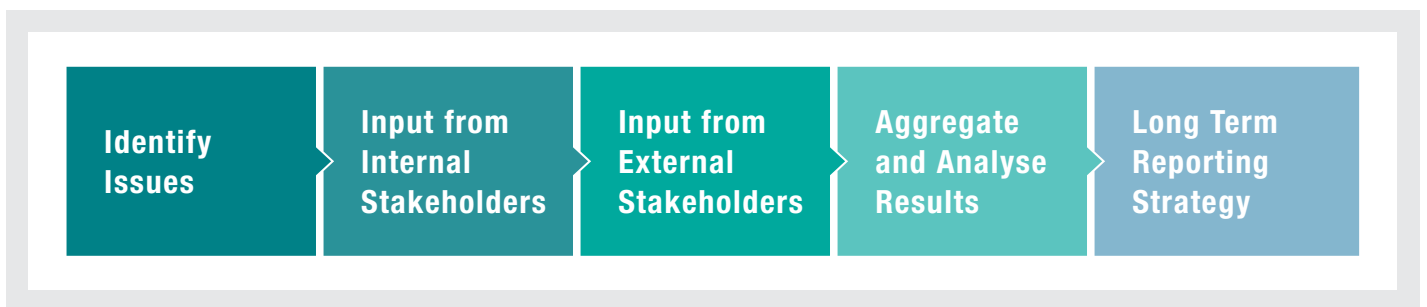 Identify
Issues
Input from
Internal
Stakeholders
Input from
External
Stakeholders
Aggregate
and Analyse
Results
Long Term
Reporting
Strategy